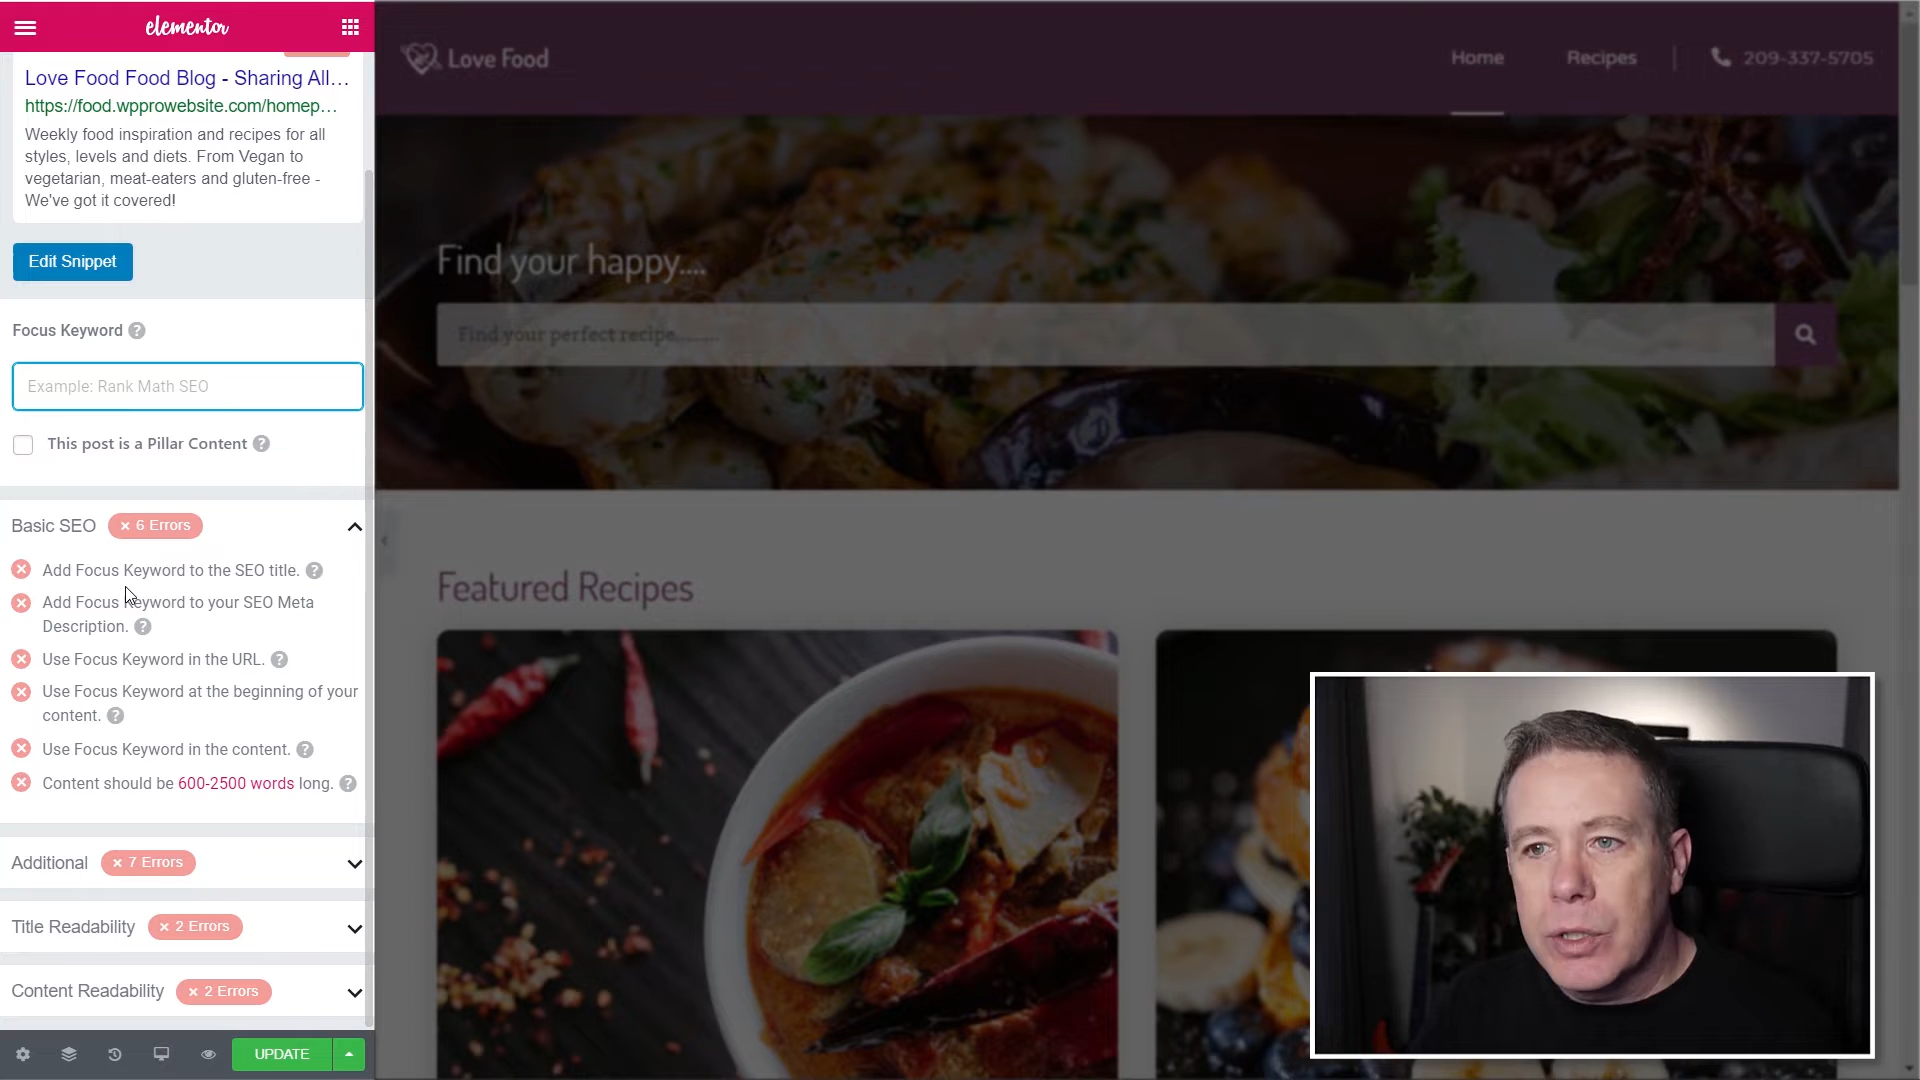 elementor
Love Food Food Blog - Sharing All...
https://food.wpprowebsite.com/homep...
Weekly food inspiration and recipes for all
styles, levels and diets. From Vegan to
vegetarian, meat-eaters and gluten-free -
We've got it covered!
Edit Snippet
Focus Keyword ?
Example: Rank Math SEO
This post is a Pillar Content ?
Basic SEO × 6 Errors
Add Focus Keyword to the SEO title. ?
Add Focus Keyword to your SEO Meta
Description. ?
Use Focus Keyword in the URL. ?
Use Focus Keyword at the beginning of your
content. ?
Use Focus Keyword in the content. ?
Content should be 600-2500 words long. ?
Additional × 7 Errors
Title Readability × 2 Errors
Content Readability × 2 Errors
UPDATE
Love Food
Home
Recipes
209-337-5705
Find your happy....
Find your perfect recipe.........
Featured Recipes